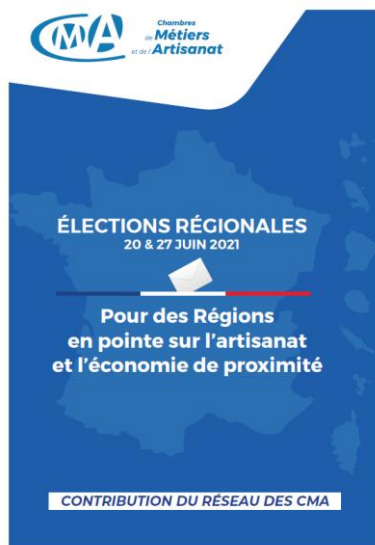 CMA
Chambres
de Métiers
et de l'Artisanat
ÉLECTIONS RÉGIONALES
20 & 27 JUIN 2021
Pour des Régions
en pointe sur l'artisanat
et l'économie de proximité
CONTRIBUTION DU RÉSEAU DES CMA